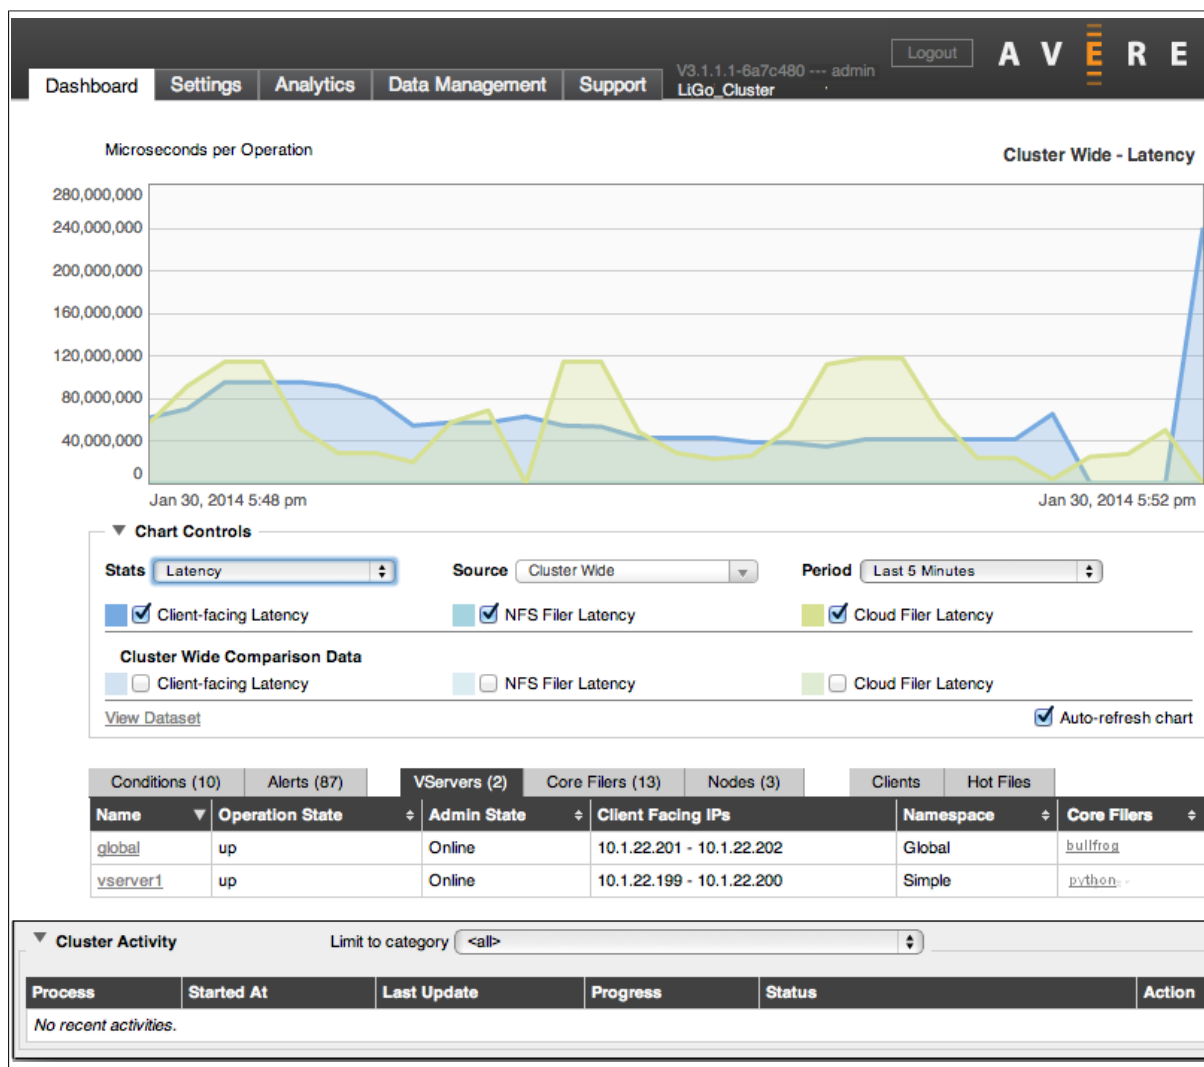 Logout
AVERE
Dashboard Settings Analytics Data Management Support
V3.1.1.1-6a7c480 --- admin
LiGo_Cluster
Microseconds per Operation
Cluster Wide - Latency
280,000,000
240,000,000
200,000,000
160,000,000
120,000,000
80,000,000
40,000,000
0
Jan 30, 2014 5:48 pm Jan 30, 2014 5:52 pm
Chart Controls
Stats Latency Source Cluster Wide Period Last 5 Minutes
Client-facing Latency NFS Filer Latency Cloud Filer Latency
Cluster Wide Comparison Data
Client-facing Latency NFS Filer Latency Cloud Filer Latency
View Dataset Auto-refresh chart
Conditions (10) Alerts (87) VServers (2) Core Filers (13) Nodes (3) Clients Hot Files
Name Operation State Admin State Client Facing IPs Namespace Core Filers
global up Online 10.1.22.201 - 10.1.22.202 Global bullfrog
vserver1 up Online 10.1.22.199 - 10.1.22.200 Simple python
Cluster Activity Limit to category <all>
Process Started At Last Update Progress Status Action
No recent activities.